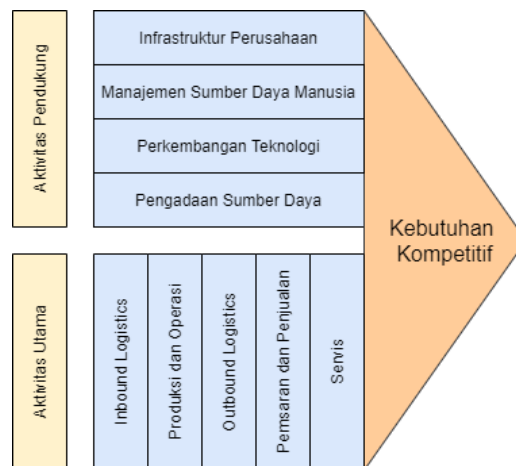 Aktivitas Pendukung
Infrastruktur Perusahaan
Manajemen Sumber Daya Manusia
Perkembangan Teknologi
Pengadaan Sumber Daya
Kebutuhan
Kompetitif
Aktivitas Utama
Inbound Logistics
Produksi dan Operasi
Outbound Logistics
Pemsaran dan Penjualan
Servis